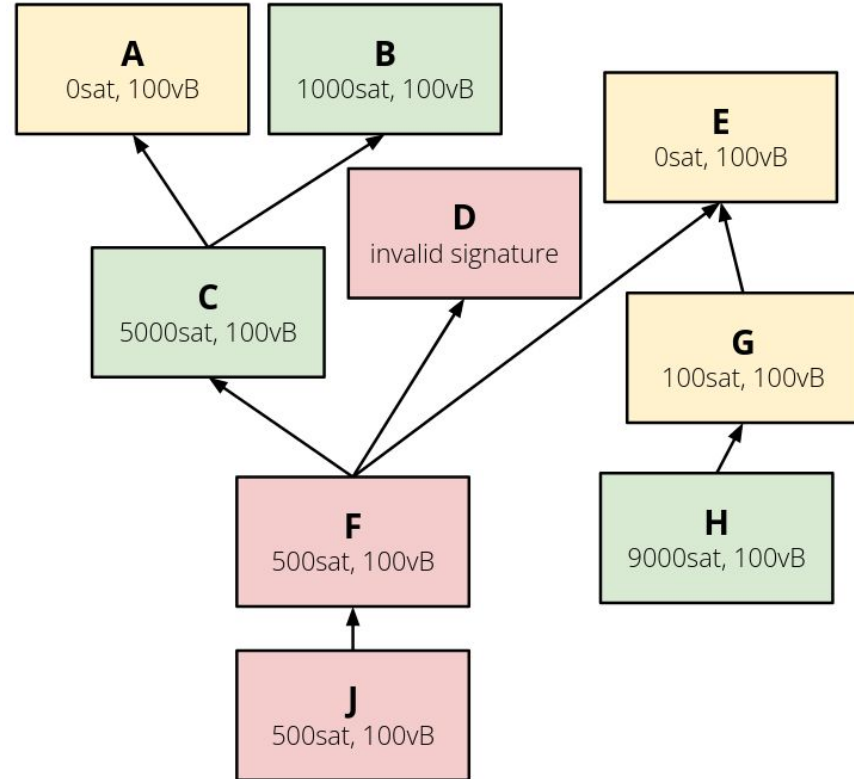 A
0sat, 100vB
B
1000sat, 100vB
E
0sat, 100vB
D
invalid signature
C
5000sat, 100vB
G
100sat, 100vB
F
500sat, 100vB
H
9000sat, 100vB
J
500sat, 100vB